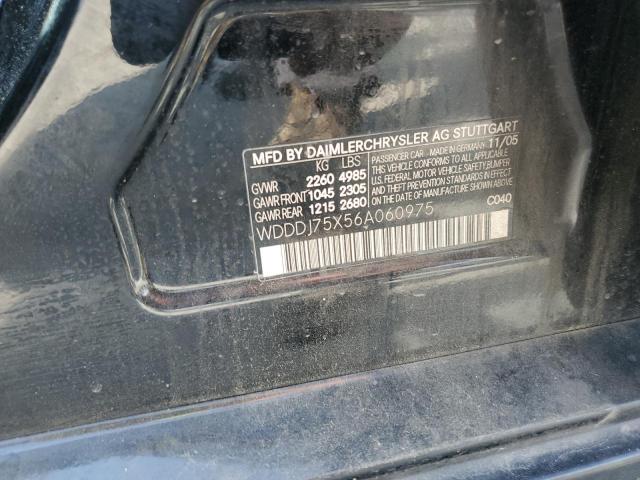 MFD BY DAIMLERCHRYSLER AG STUTTGART
KG LBS
GVWR 2260 4985
GAWR FRONT 1045 2305
GAWR REAR 1215 2680
PASSENGER CAR - MADE IN GERMANY 11/05
THIS VEHICLE CONFORMS TO ALL APPLICABLE
U.S. FEDERAL MOTOR VEHICLE SAFETY,BUMPER
AND THEFT PREVENTION STANDARDS IN EFFECT
ON THE DATE OF MANUFACTURE SHOWN ABOVE
C040
WDDDJ75X56A060975